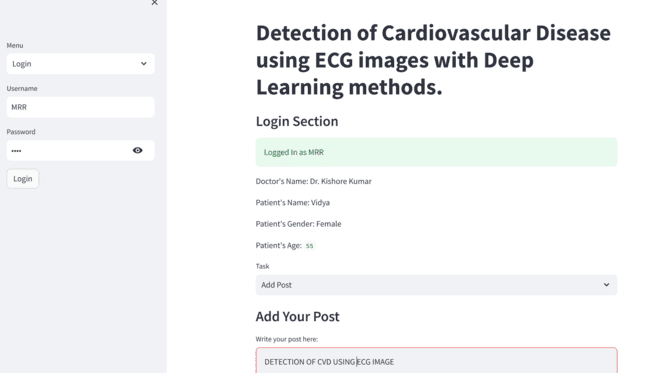 Menu
Login
Username
MRR
Password
••••
Login
Detection of Cardiovascular Disease
using ECG images with Deep
Learning methods.
Login Section
Logged In as MRR
Doctor's Name: Dr. Kishore Kumar
Patient's Name: Vidya
Patient's Gender: Female
Patient's Age: ss
Task
Add Post
Add Your Post
Write your post here:
DETECTION OF CVD USING ECG IMAGE